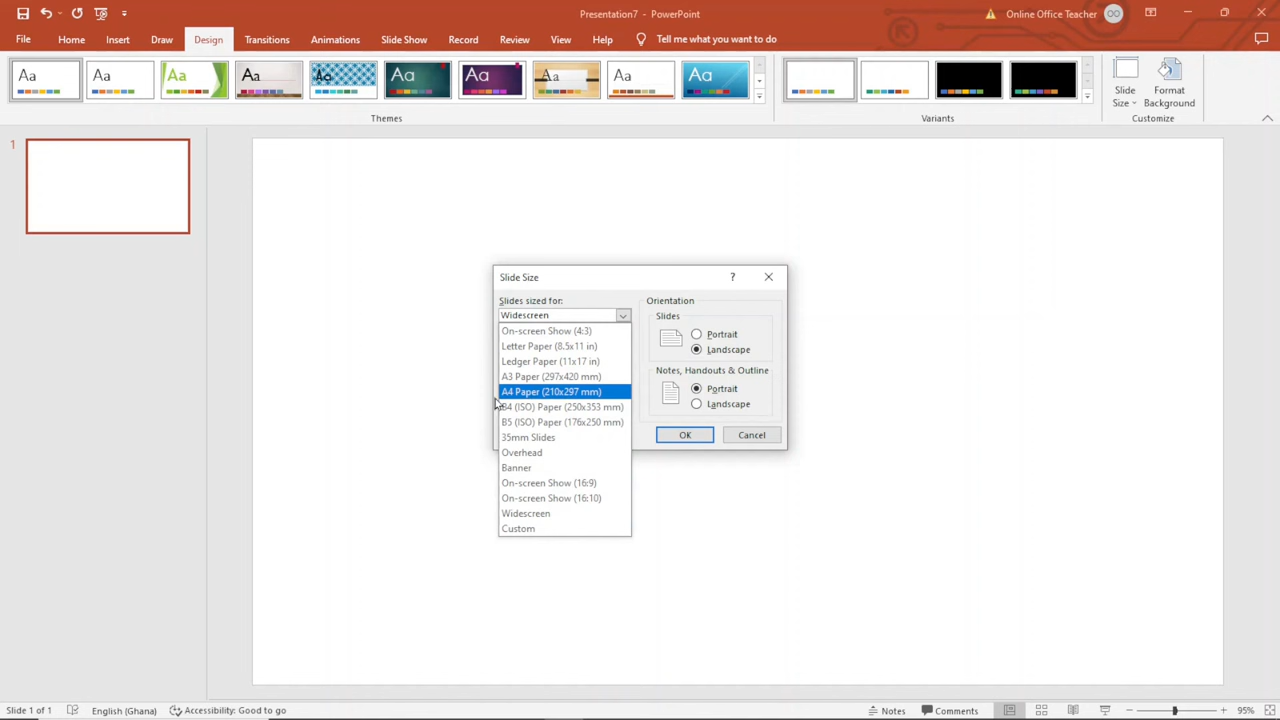 Presentation7 - PowerPoint
Online Office Teacher
OO
File Home Insert Draw Design Transitions Animations Slide Show Record Review View Help Tell me what you want to do
Aa Aa Aa Aa Aa Aa Aa Aa Aa Aa
Slide Size
Format Background
Themes
Variants
Customize
1
Slide Size
?
Slides sized for:
Widescreen
On-screen Show (4:3)
Letter Paper (8.5x11 in)
Ledger Paper (11x17 in)
A3 Paper (297x420 mm)
A4 Paper (210x297 mm)
B4 (ISO) Paper (250x353 mm)
B5 (ISO) Paper (176x250 mm)
35mm Slides
Overhead
Banner
On-screen Show (16:9)
On-screen Show (16:10)
Widescreen
Custom
Orientation
Slides
Portrait
Landscape
Notes, Handouts & Outline
Portrait
Landscape
OK Cancel
Slide 1 of 1 English (Ghana) Accessibility: Good to go Notes Comments 95%